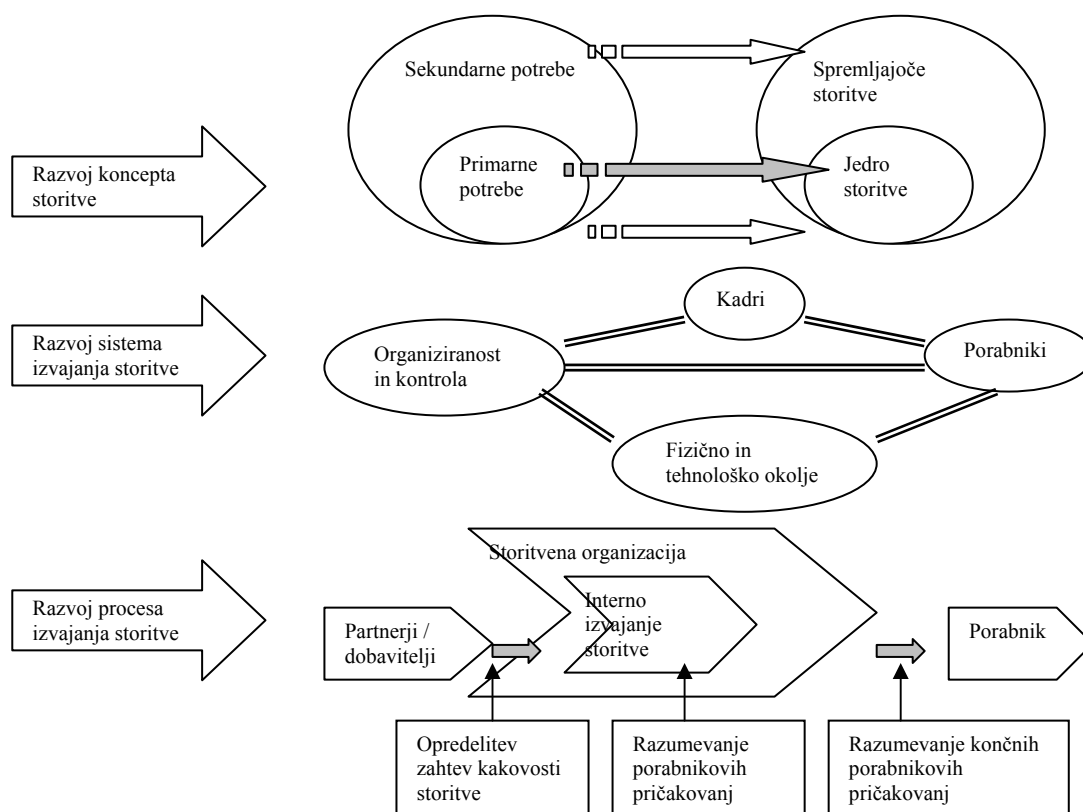 Sekundarne potrebe
Spremljajoče
storitve
Razvoj koncepta
storitve
Primarne
potrebe
Jedro
storitve
Razvoj sistema
izvajanja storitve
Kadri
Organiziranost
in kontrola
Porabniki
Fizično in
tehnološko okolje
Razvoj procesa
izvajanja storitve
Storitvena organizacija
Partnerji /
dobavitelji
Interno
izvajanje
storitve
Porabnik
Opredelitev
zahtev kakovosti
storitve
Razumevanje
porabnikovih
pričakovanj
Razumevanje končnih
porabnikovih
pričakovanj